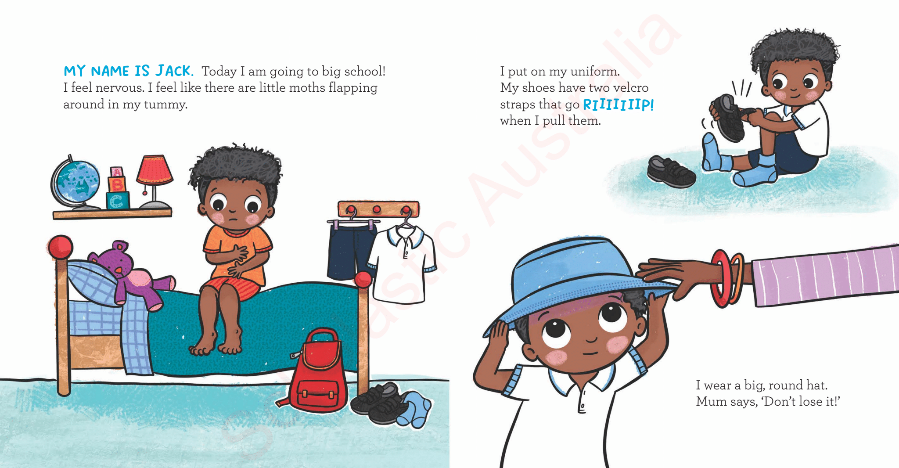 MY NAME IS JACK. Today I am going to big school!
I feel nervous. I feel like there are little moths flapping
around in my tummy.
A
B
C
I put on my uniform.
My shoes have two velcro
straps that go RIIIIIIIP!
when I pull them.
I wear a big, round hat.
Mum says, ‘Don’t lose it!’
Scholastic Australia